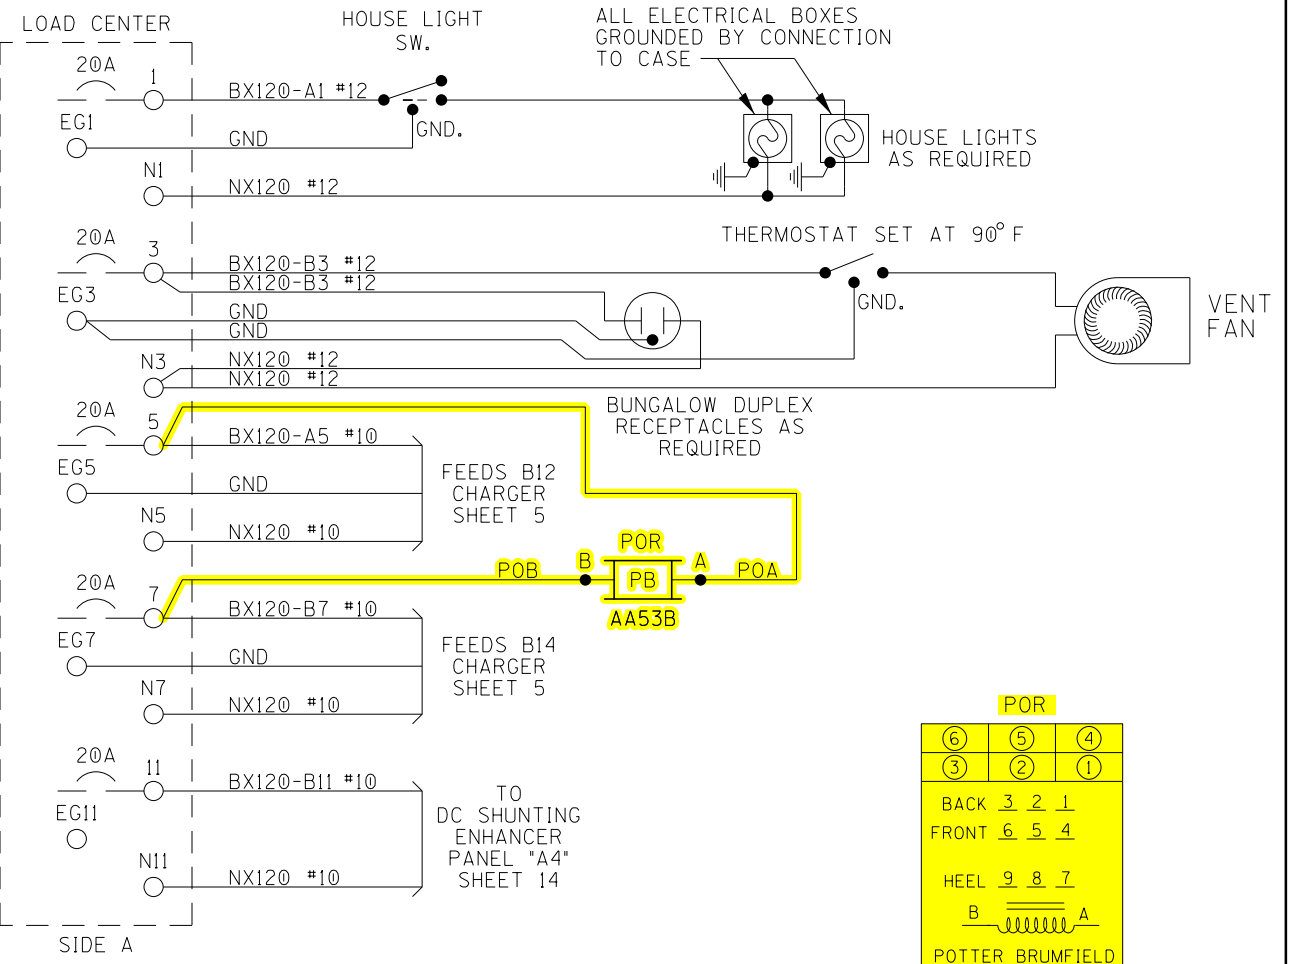 LOAD CENTER
HOUSE LIGHT
SW.
ALL ELECTRICAL BOXES
GROUNDED BY CONNECTION
TO CASE
20A
1
BX120-A1 #12
EG1
GND
GND.
HOUSE LIGHTS
AS REQUIRED
N1
NX120 #12
20A
3
BX120-B3 #12
BX120-B3 #12
THERMOSTAT SET AT 90° F
EG3
GND
GND
GND.
VENT
FAN
N3
NX120 #12
NX120 #12
20A
5
BX120-A5 #10
BUNGALOW DUPLEX
RECEPTACLES AS
REQUIRED
EG5
GND
FEEDS B12
CHARGER
SHEET 5
N5
NX120 #10
POR
POB
B
PB
A
POA
AA53B
20A
7
BX120-B7 #10
EG7
GND
FEEDS B14
CHARGER
SHEET 5
N7
NX120 #10
20A
11
BX120-B11 #10
EG11
TO
DC SHUNTING
ENHANCER
PANEL "A4"
SHEET 14
N11
NX120 #10
SIDE A
POR
6 5 4
3 2 1
BACK 3 2 1
FRONT 6 5 4
HEEL 9 8 7
B A
POTTER BRUMFIELD